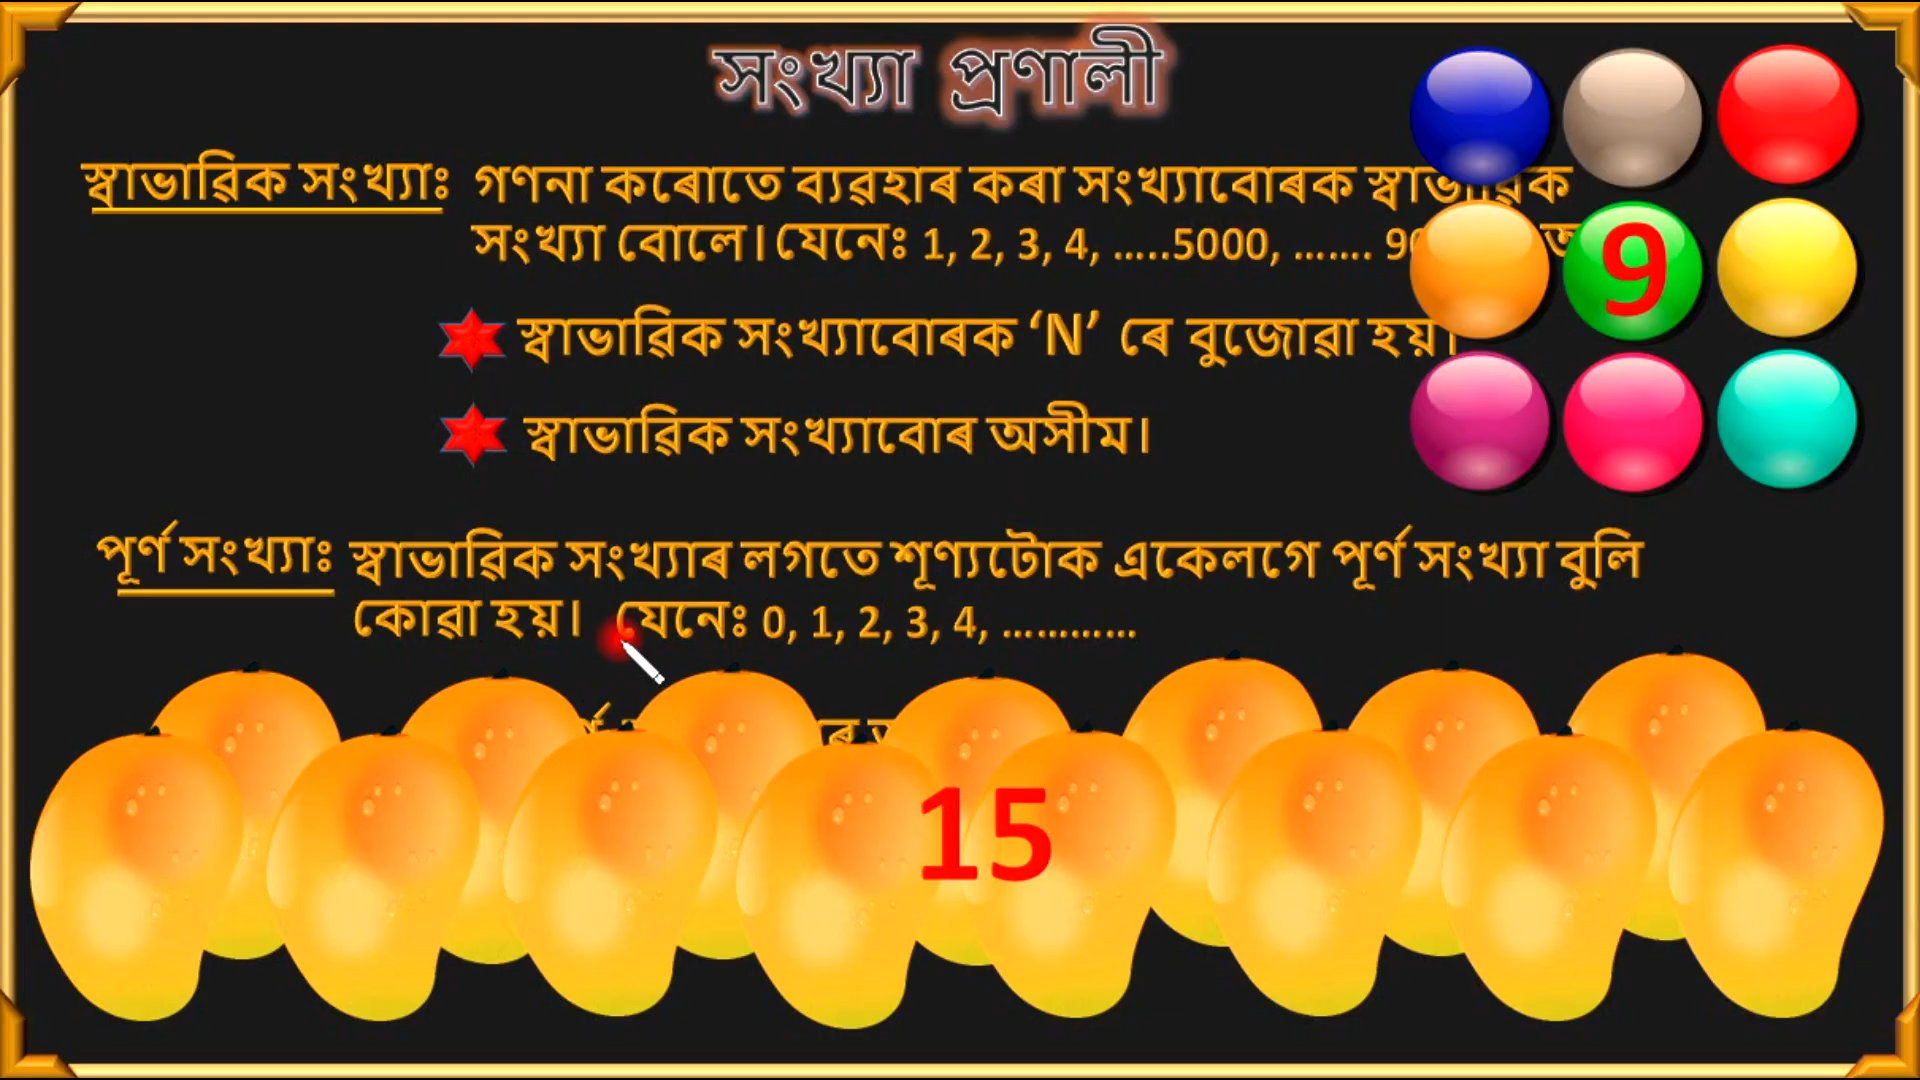 সংখ্যা প্ৰণালী
স্বাভাৱিক সংখ্যাঃ গণনা কৰোতে ব্যৱহাৰ কৰা সংখ্যাবোৰক স্বাভাৱিক
সংখ্যা বোলে। যেনেঃ 1, 2, 3, 4, .....5000, .......
9
স্বাভাৱিক সংখ্যাবোৰক ‘N’ ৰে বুজোৱা হয়।
স্বাভাৱিক সংখ্যাবোৰ অসীম।
পূৰ্ণ সংখ্যাঃ স্বাভাৱিক সংখ্যাৰ লগতে শূণ্যটোক একেলগে পূৰ্ণ সংখ্যা বুলি
কোৱা হয়। যেনেঃ 0, 1, 2, 3, 4, …………
15